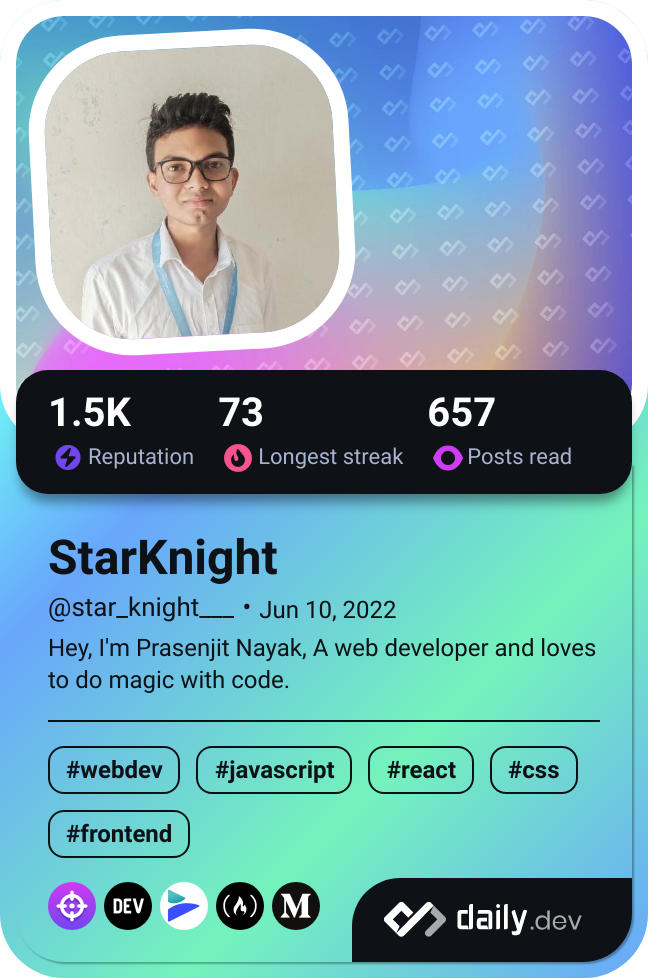 1.5K 73 657
Reputation Longest streak Posts read
StarKnight
@star_knight___ • Jun 10, 2022
Hey, I'm Prasenjit Nayak, A web developer and loves
to do magic with code.
#webdev #javascript #react #css
#frontend
DEV M daily.dev